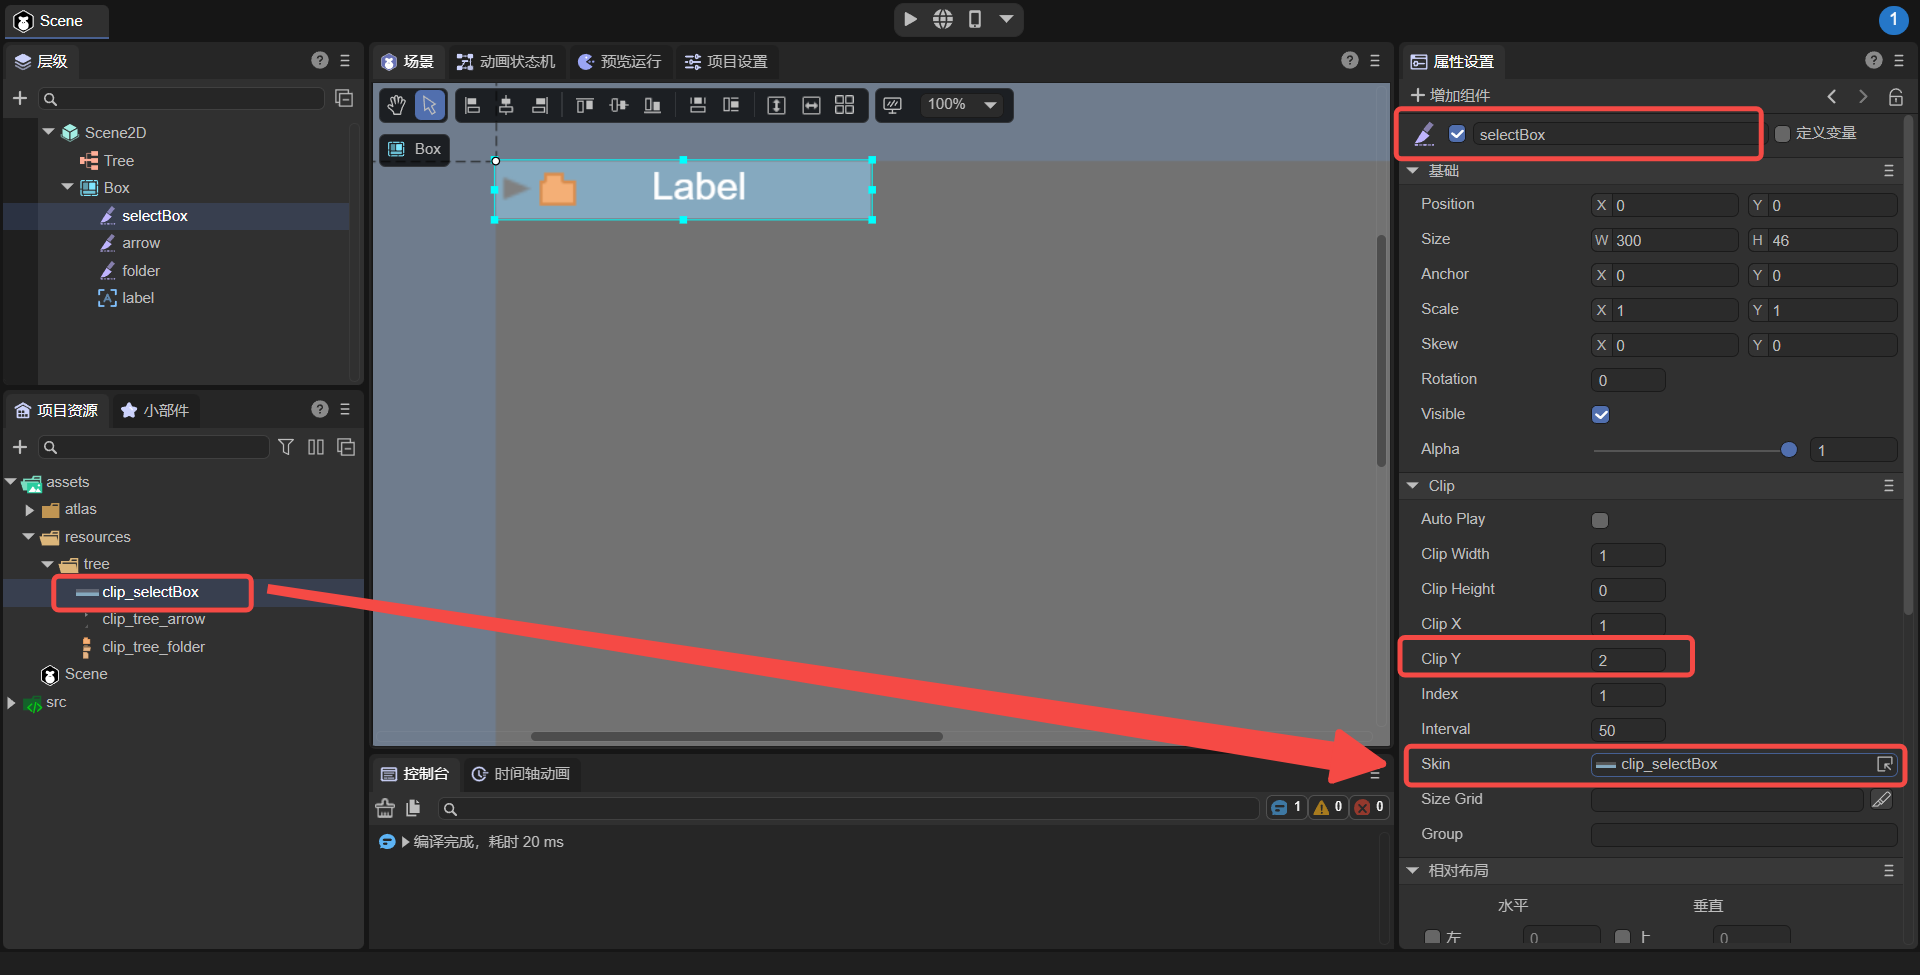 Scene
1
层级
Scene2D
Tree
Box
selectBox
arrow
folder
label
项目资源
小部件
assets
atlas
resources
tree
clip_selectBox
clip_tree_arrow
clip_tree_folder
Scene
src
场景
动画状态机
预览运行
项目设置
100%
Box
Label
控制台
时间轴动画
1
0
0
编译完成，耗时 20 ms
属性设置
增加组件
selectBox
定义变量
基础
Position X 0 Y 0
Size W 300 H 46
Anchor X 0 Y 0
Scale X 1 Y 1
Skew X 0 Y 0
Rotation 0
Visible
Alpha 1
Clip
Auto Play
Clip Width 1
Clip Height 0
Clip X 1
Clip Y 2
Index 1
Interval 50
Skin clip_selectBox
Size Grid
Group
相对布局
水平 垂直
左 0 上 0